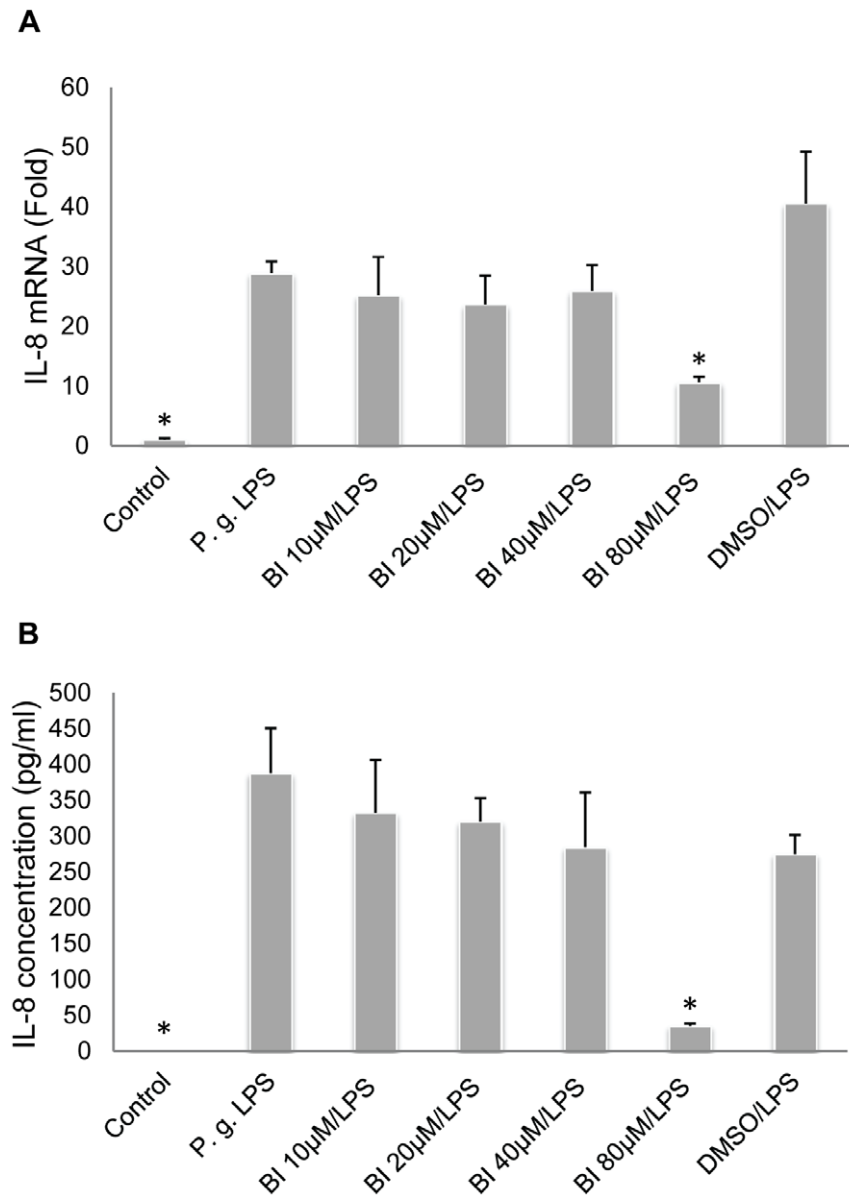 A
IL-8 mRNA (Fold)
60
50
40
30
20
10
0
*
*
Control
P. g. LPS
BI 10µM/LPS
BI 20µM/LPS
BI 40µM/LPS
BI 80µM/LPS
DMSO/LPS
B
IL-8 concentration (pg/ml)
500
450
400
350
300
250
200
150
100
50
0
*
*
Control
P. g. LPS
BI 10µM/LPS
BI 20µM/LPS
BI 40µM/LPS
BI 80µM/LPS
DMSO/LPS